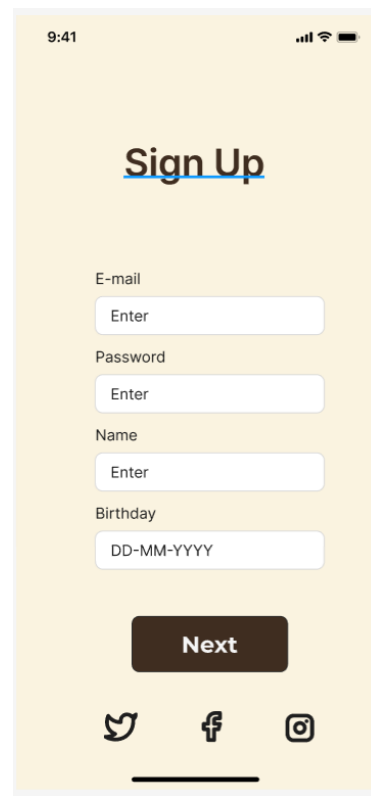 9:41
Sign Up
E-mail
Enter
Password
Enter
Name
Enter
Birthday
DD-MM-YYYY
Next